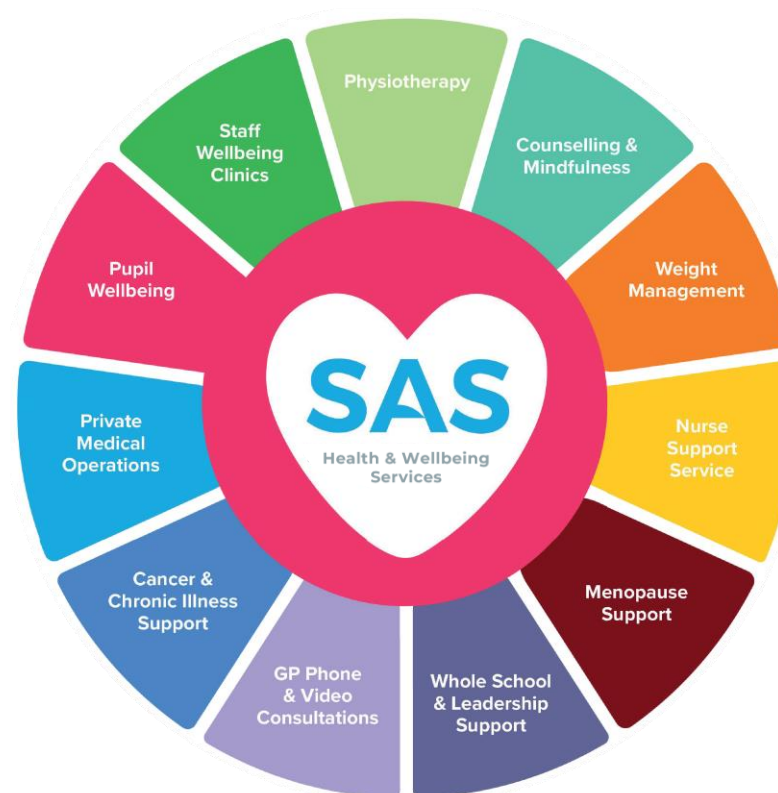 Physiotherapy
Counselling &
Mindfulness
Weight
Management
Nurse
Support
Service
Menopause
Support
Whole School
& Leadership
Support
GP Phone
& Video
Consultations
Cancer &
Chronic Illness
Support
Private
Medical
Operations
Pupil
Wellbeing
Staff
Wellbeing
Clinics
SAS
Health & Wellbeing
Services